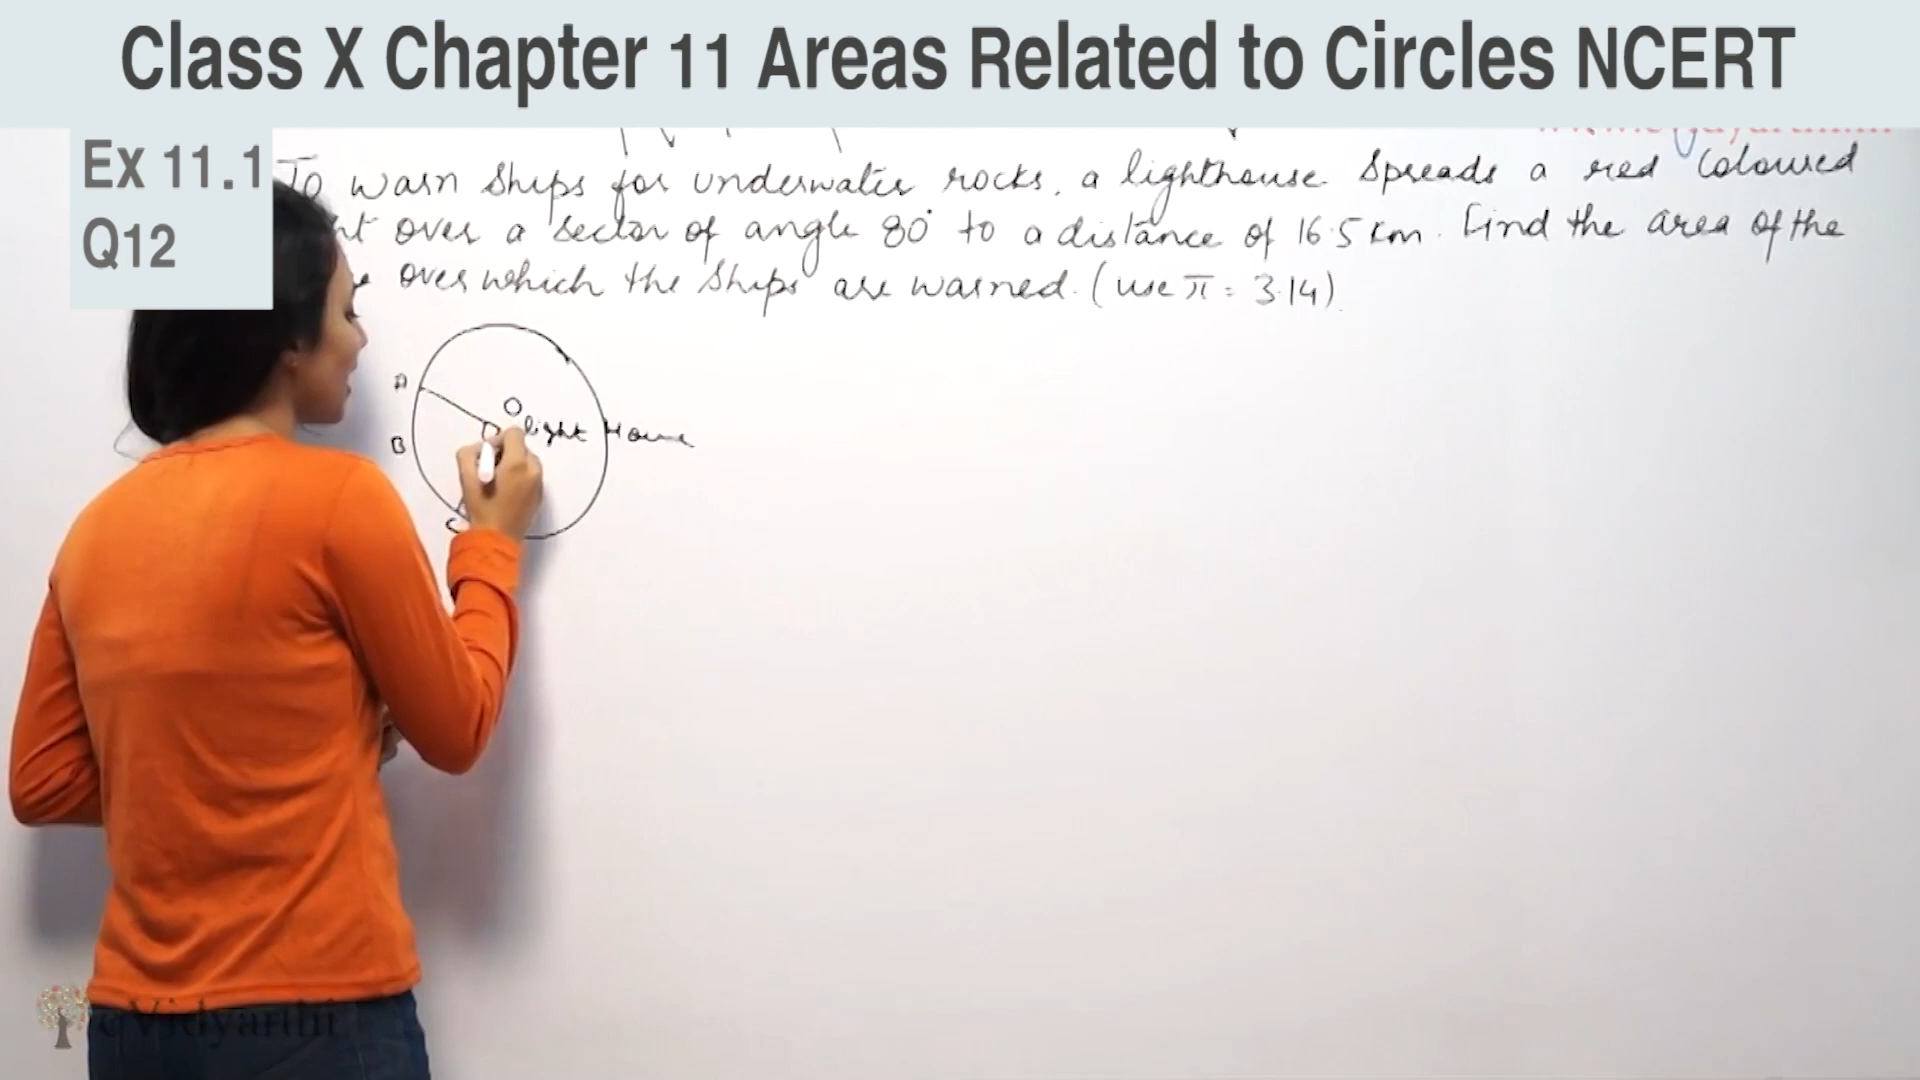 Class X Chapter 11 Areas Related to Circles NCERT
Ex 11.1
Q12
To warn ships for underwater rocks, a lighthouse spreads a red coloured
over a sector of angle 80° to a distance of 16.5 km. Find the area of the
over which the ships are warned. (use π = 3.14).
A
O
light House
B
C
eVidyarthi